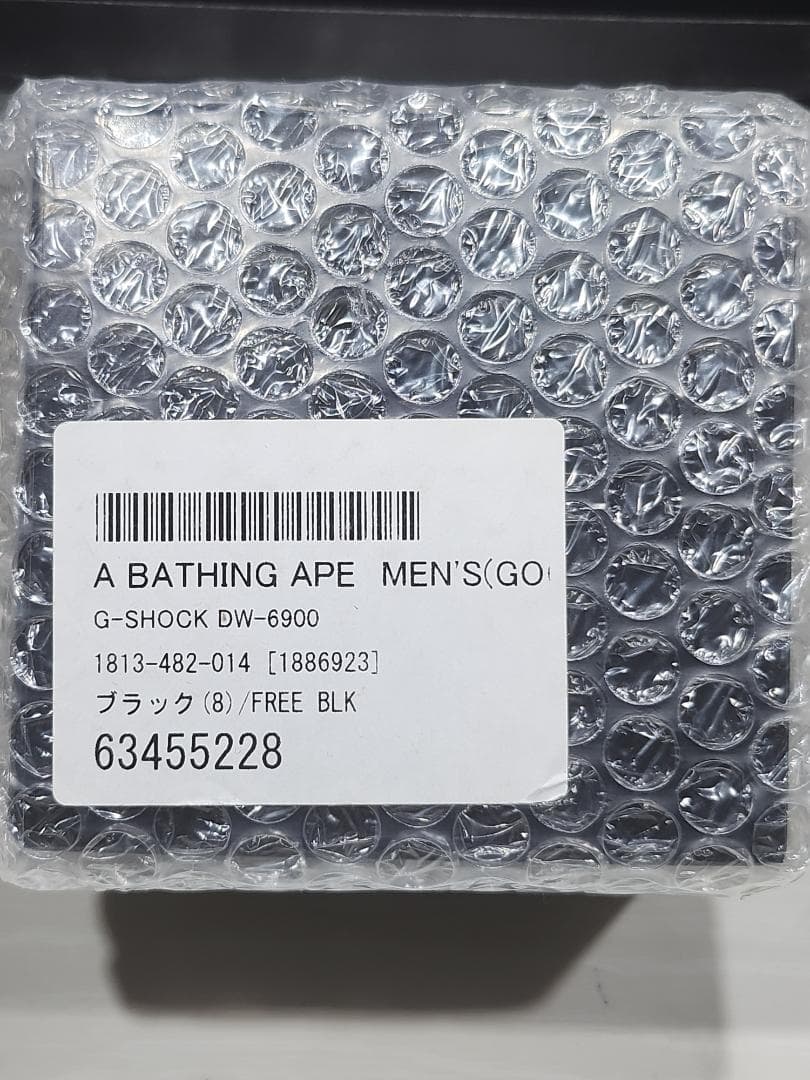 A BATHING APE MEN'S(GO
G-SHOCK DW-6900
1813-482-014 [1886923]
ブラック(8)/FREE BLK
63455228